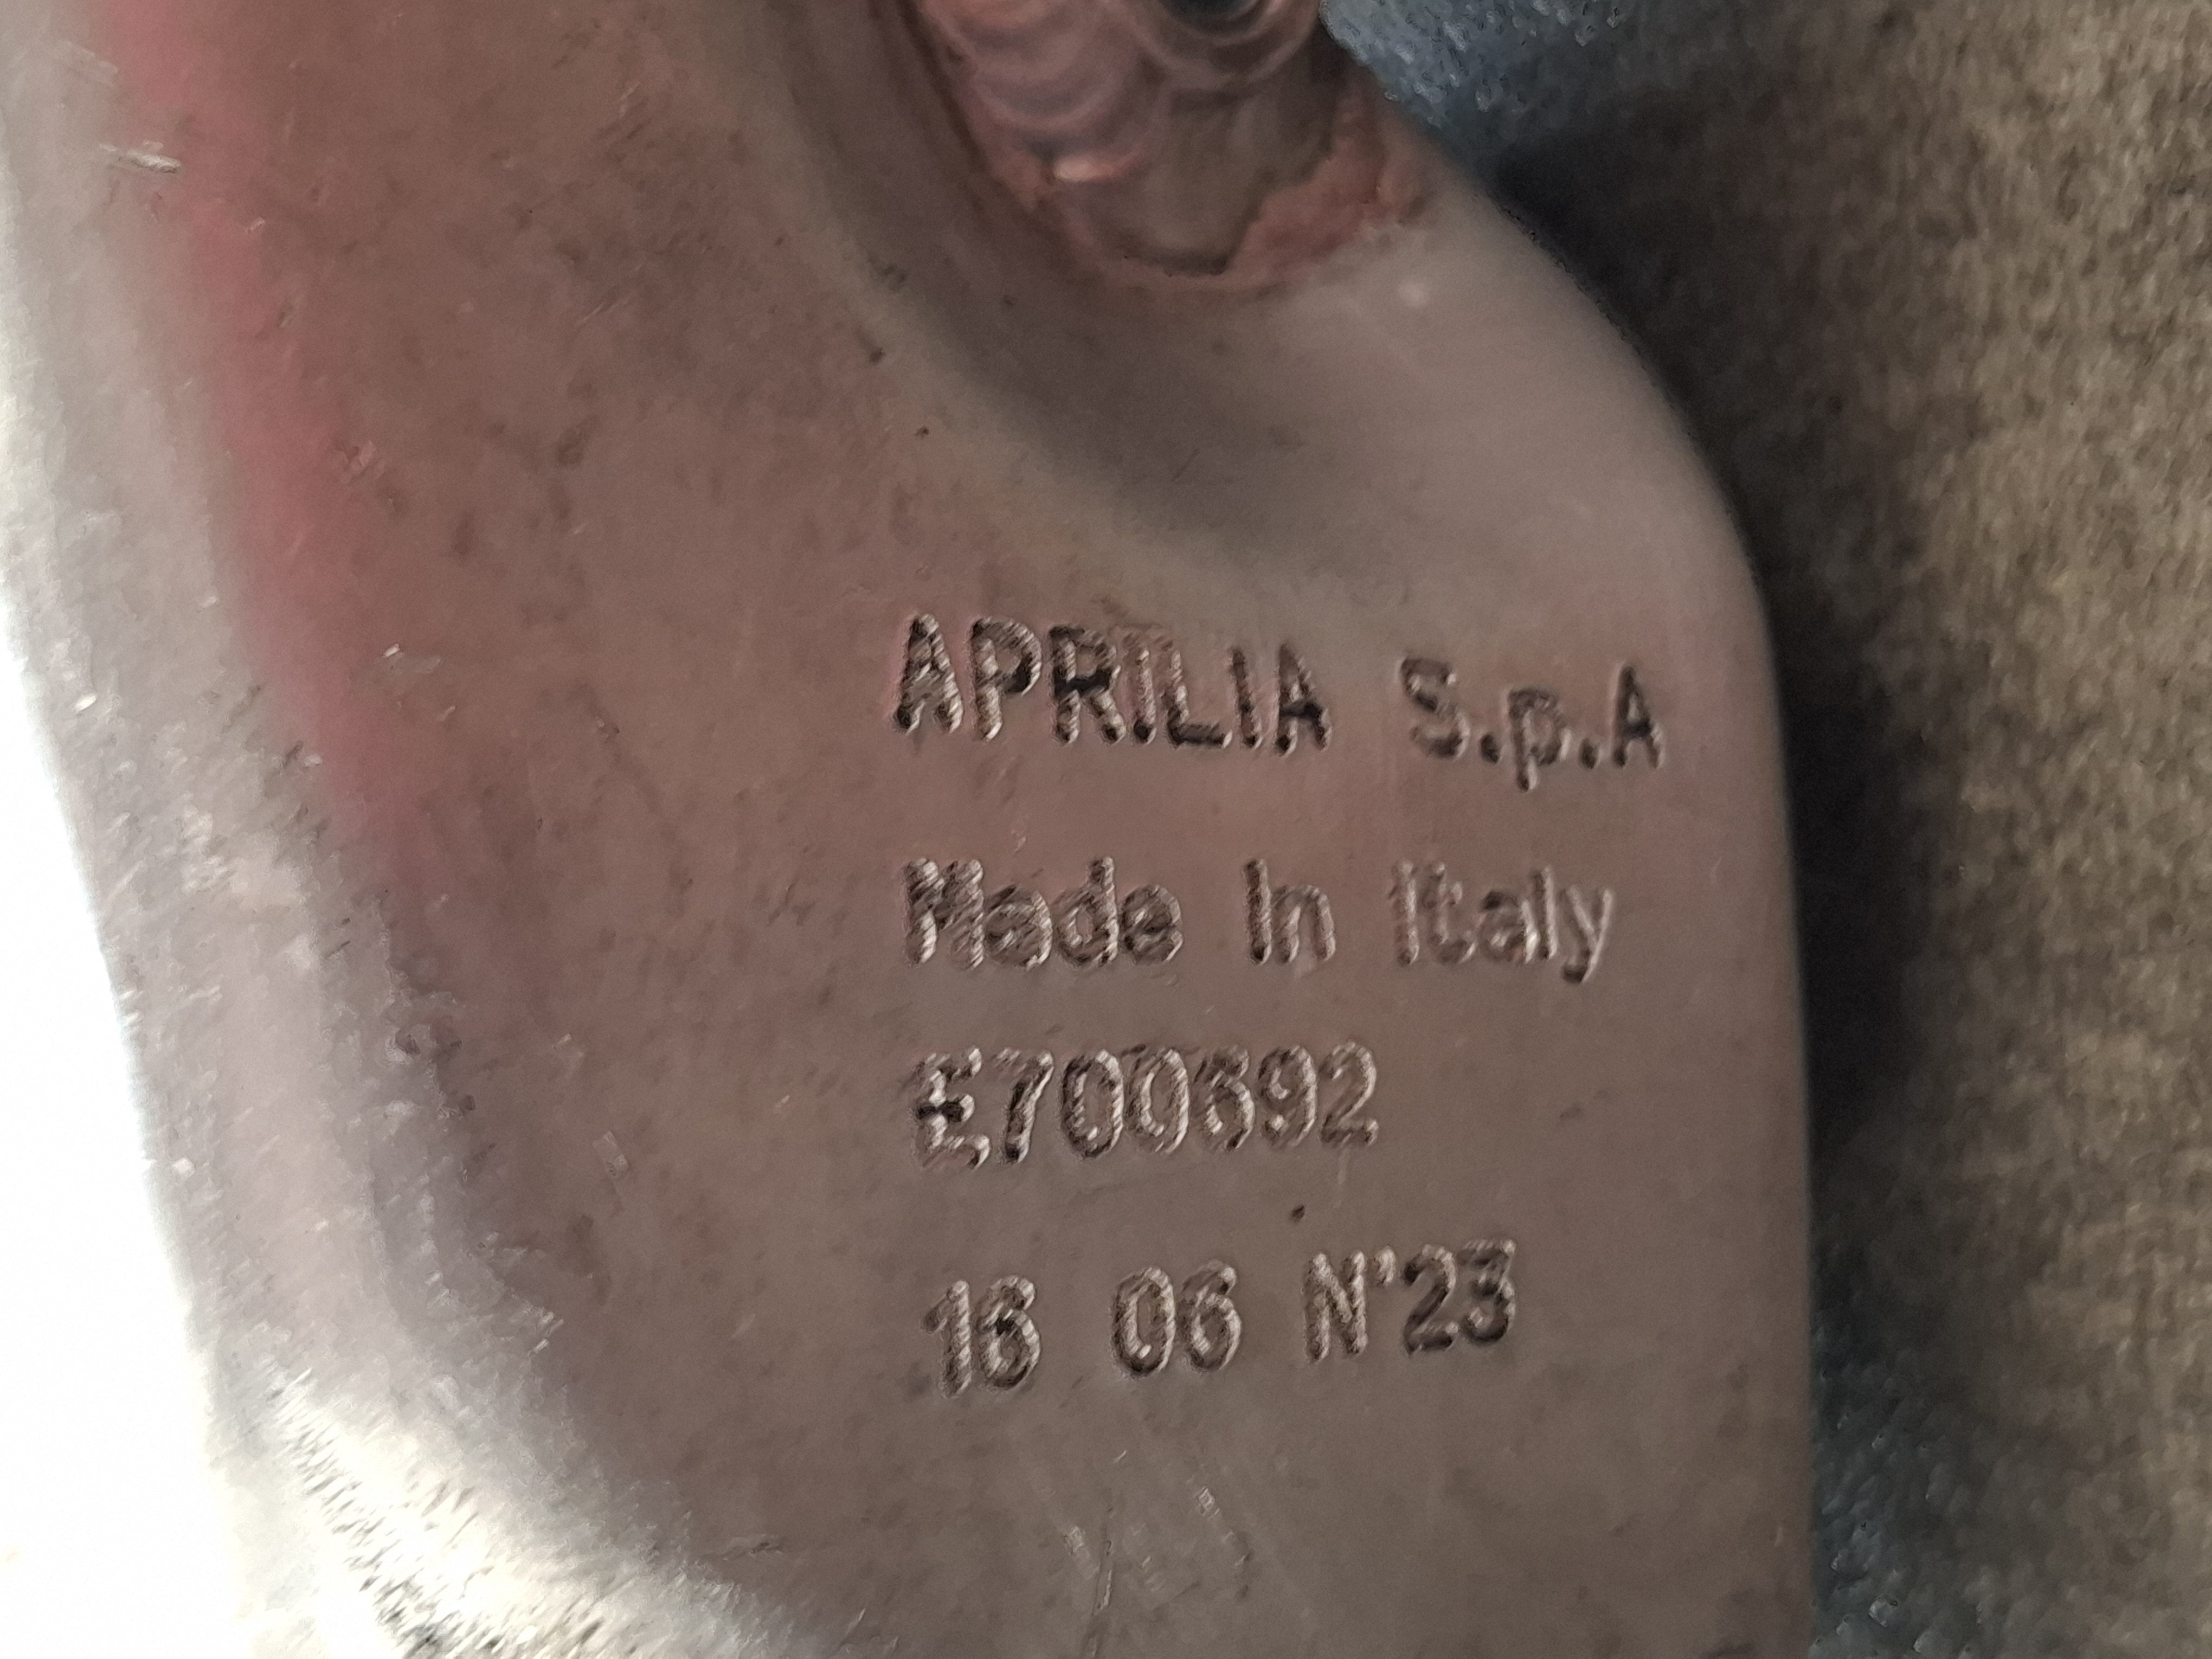 APRILIA S.p.A
Made In Italy
E700692
16 06 N'23